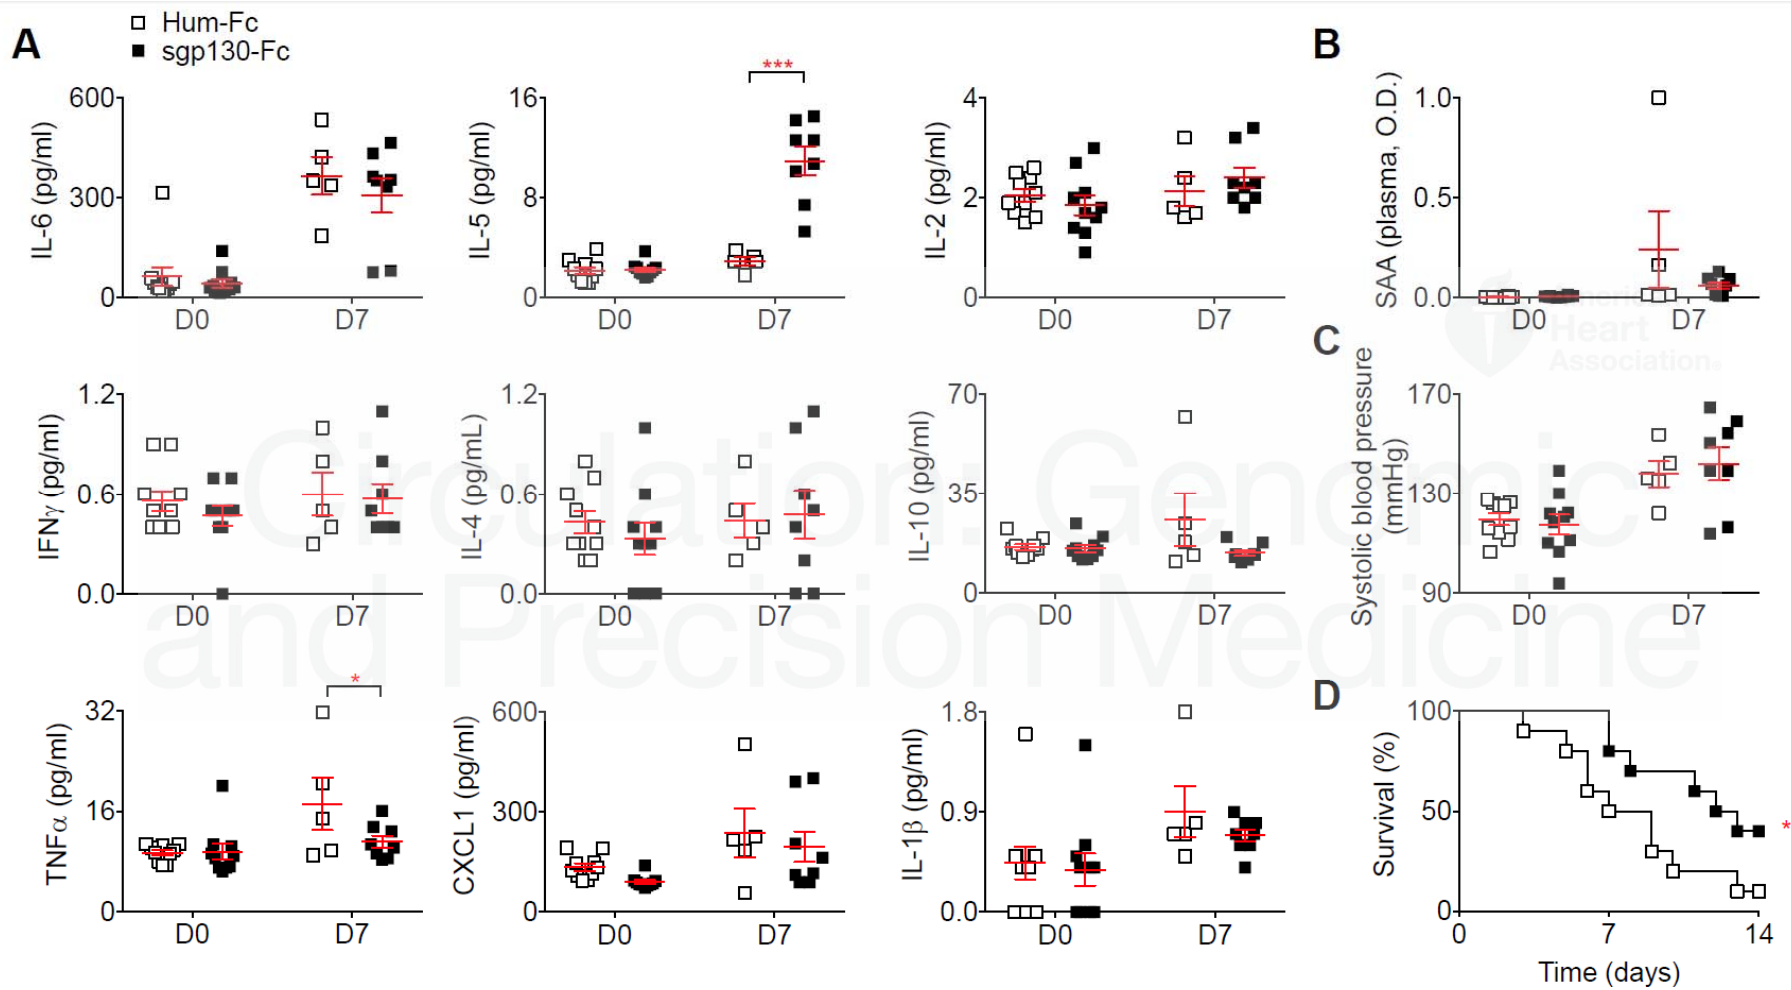 A
Hum-Fc
sgp130-Fc
IL-6 (pg/ml)
600
300
0
D0
D7
IL-5 (pg/ml)
16
8
0
***
D0
D7
IL-2 (pg/ml)
4
2
0
D0
D7
B
SAA (plasma, O.D.)
1.0
0.5
0.0
D0
D7
Heart
Association®
IFNγ (pg/ml)
1.2
0.6
0.0
D0
D7
IL-4 (pg/mL)
1.2
0.6
0.0
D0
D7
IL-10 (pg/ml)
70
35
0
D0
D7
C
Systolic blood pressure
(mmHg)
170
130
90
D0
D7
Circulation: Genomic
and Precision Medicine
TNFα (pg/ml)
32
16
0
*
D0
D7
CXCL1 (pg/ml)
600
300
0
D0
D7
IL-1β (pg/ml)
1.8
0.9
0.0
D0
D7
D
Survival (%)
100
50
0
*
0
7
14
Time (days)